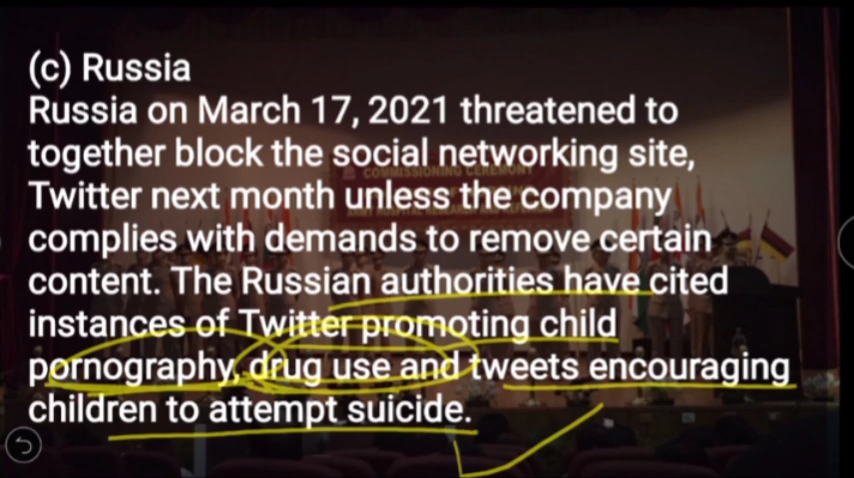 (c) Russia
Russia on March 17, 2021 threatened to
together block the social networking site,
Twitter next month unless the company
complies with demands to remove certain
content. The Russian authorities have cited
instances of Twitter promoting child
pornography, drug use and tweets encouraging
children to attempt suicide.
COMMISSIONING CEREMONY